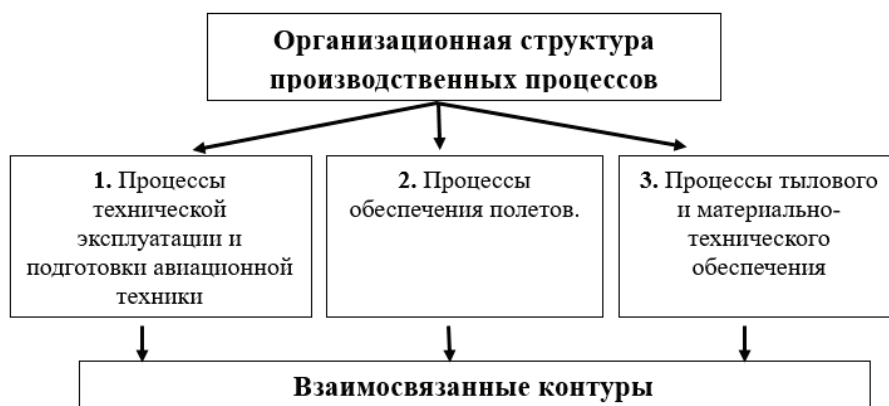 Организационная структура
производственных процессов
1. Процессы
технической
эксплуатации и
подготовки авиационной
техники
2. Процессы
обеспечения полетов.
3. Процессы тылового
и материально-
технического
обеспечения
Взаимосвязанные контуры